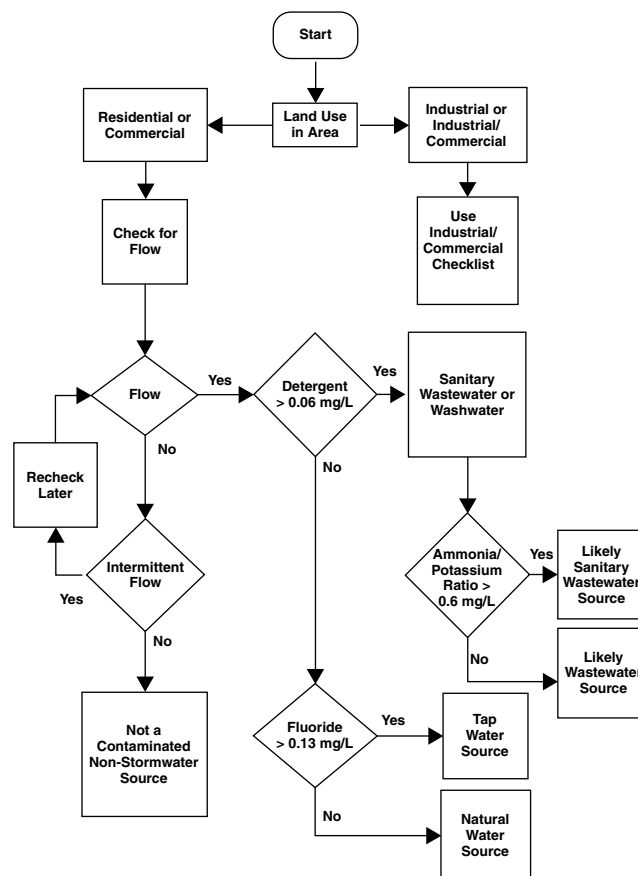 Start
Land Use
in Area
Residential or
Commercial
Industrial or
Industrial/
Commercial
Check for
Flow
Use
Industrial/
Commercial
Checklist
Flow
Yes
Detergent
> 0.06 mg/L
Yes
Sanitary
Wastewater or
Washwater
No
No
Recheck
Later
Intermittent
Flow
Yes
No
Ammonia/
Potassium
Ratio >
0.6 mg/L
Yes
Likely
Sanitary
Wastewater
Source
No
Likely
Wastewater
Source
Not a
Contaminated
Non-Stormwater
Source
Fluoride
> 0.13 mg/L
Yes
Tap
Water
Source
No
Natural
Water
Source